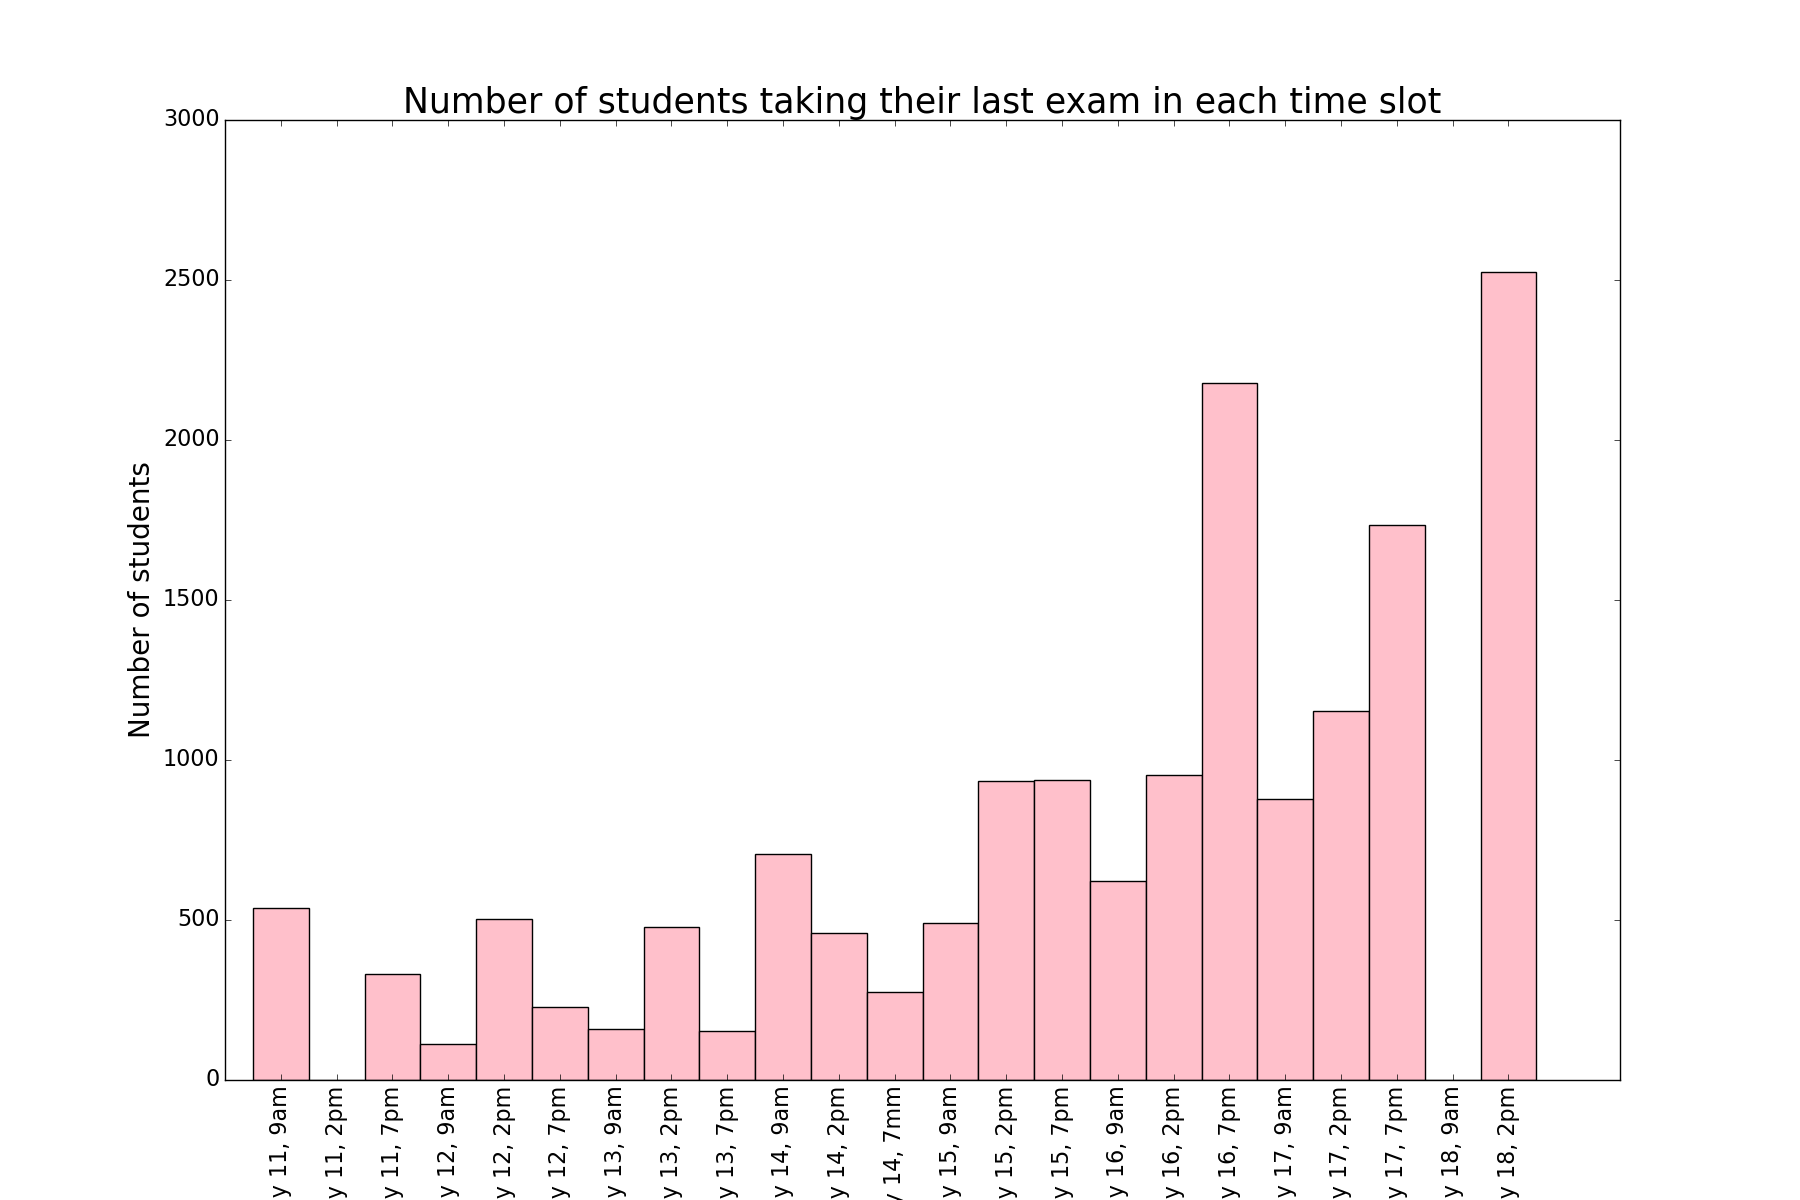 Number of students taking their last exam in each time slot
Number of students
3000
2500
2000
1500
1000
500
0
y 11, 9am
y 11, 2pm
y 11, 7pm
y 12, 9am
y 12, 2pm
y 12, 7pm
y 13, 9am
y 13, 2pm
y 13, 7pm
y 14, 9am
y 14, 2pm
y 14, 7mm
y 15, 9am
y 15, 2pm
y 15, 7pm
y 16, 9am
y 16, 2pm
y 16, 7pm
y 17, 9am
y 17, 2pm
y 17, 7pm
y 18, 9am
y 18, 2pm